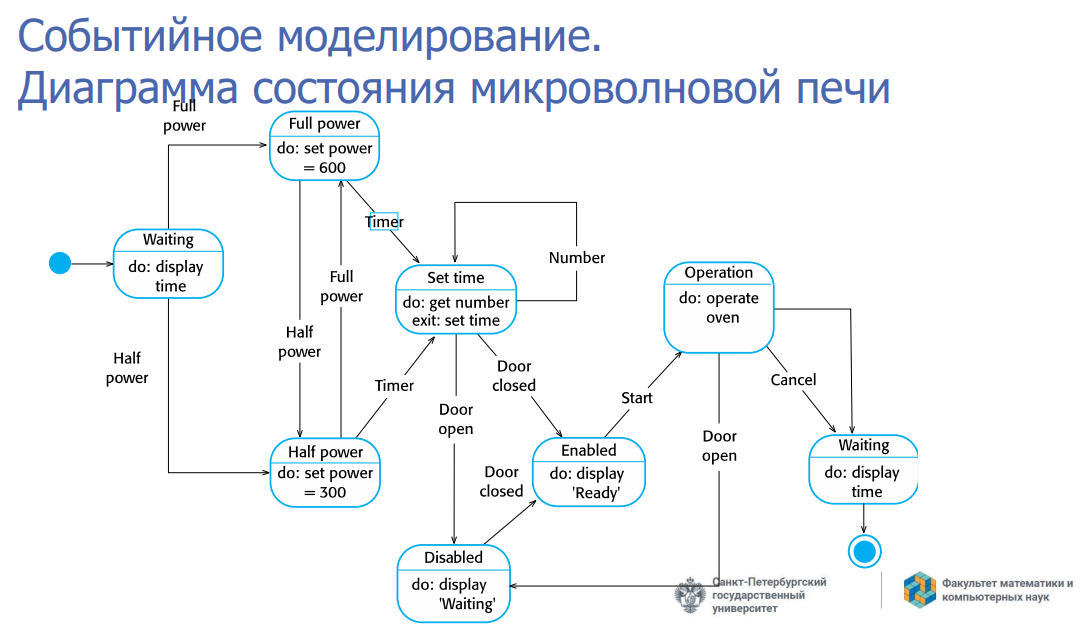 Событийное моделирование.
Диаграмма состояния микроволновой печи
Full
power
Full power
do: set power
= 600
Timer
Waiting
do: display
time
Full
power
Half
power
Half
power
Set time
do: get number
exit: set time
Number
Operation
do: operate
oven
Timer
Door
open
Door
closed
Start
Door
open
Cancel
Half power
do: set power
= 300
Door
closed
Enabled
do: display
'Ready'
Waiting
do: display
time
Disabled
do: display
'Waiting'
Санкт-Петербургский
государственный
университет
Факультет математики и
компьютерных наук